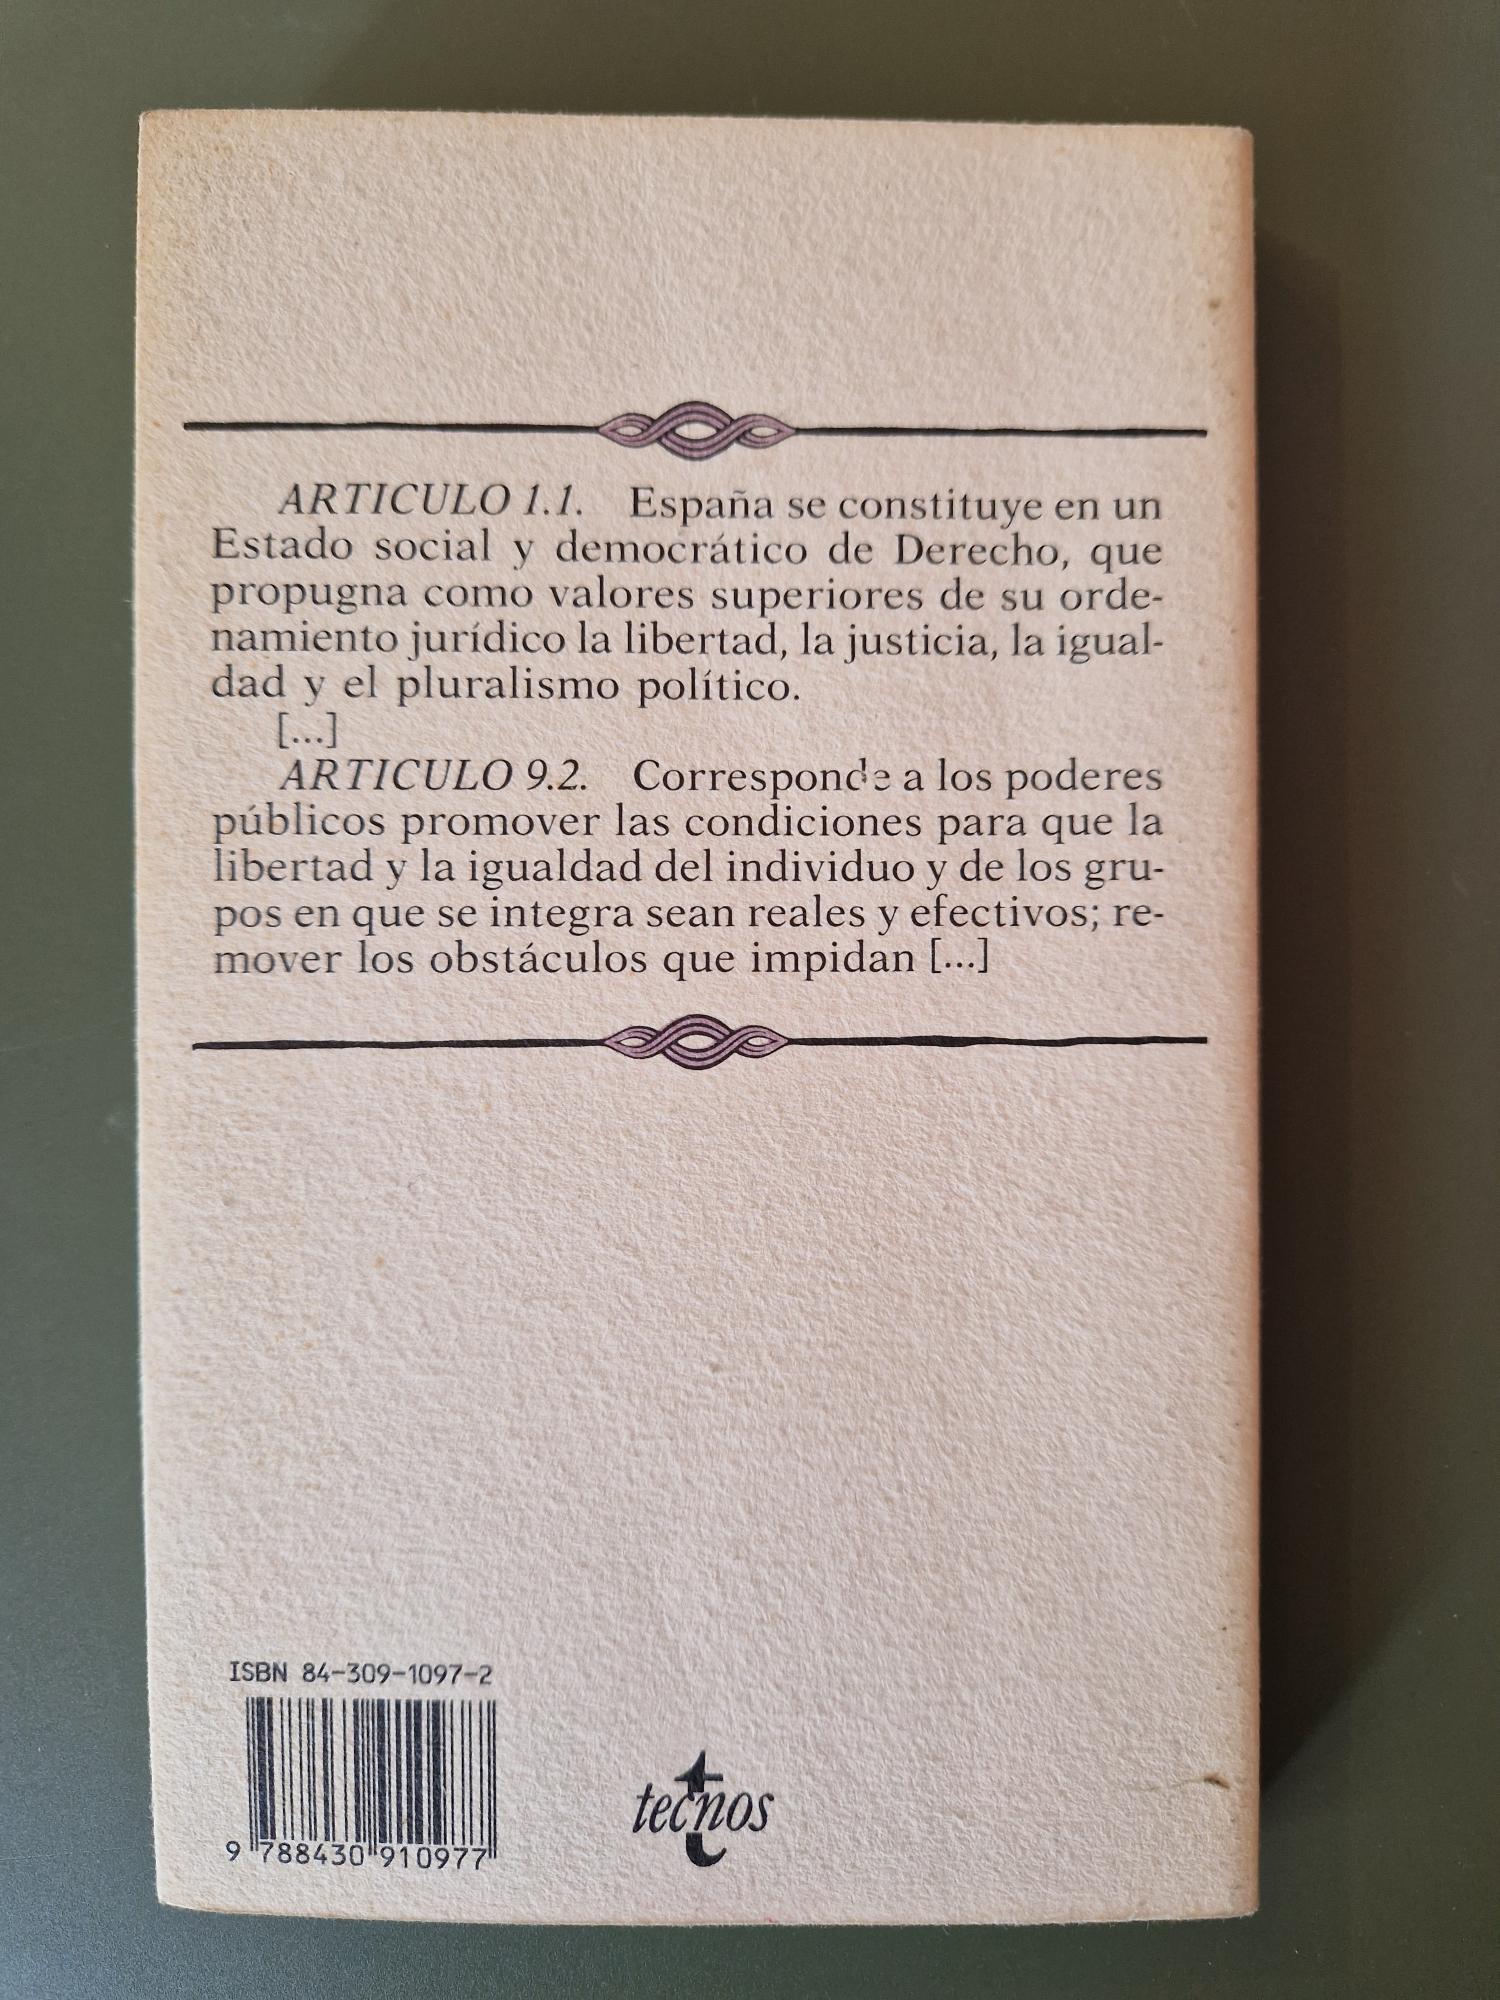 ARTICULO 1.1. España se constituye en un
Estado social y democrático de Derecho, que
propugna como valores superiores de su orde-
namiento jurídico la libertad, la justicia, la igual-
dad y el pluralismo político.
[...]
ARTICULO 9.2. Corresponde a los poderes
públicos promover las condiciones para que la
libertad y la igualdad del individuo y de los gru-
pos en que se integra sean reales y efectivos; re-
mover los obstáculos que impidan [...]
ISBN 84-309-1097-2
9 788430 910977
tecnos